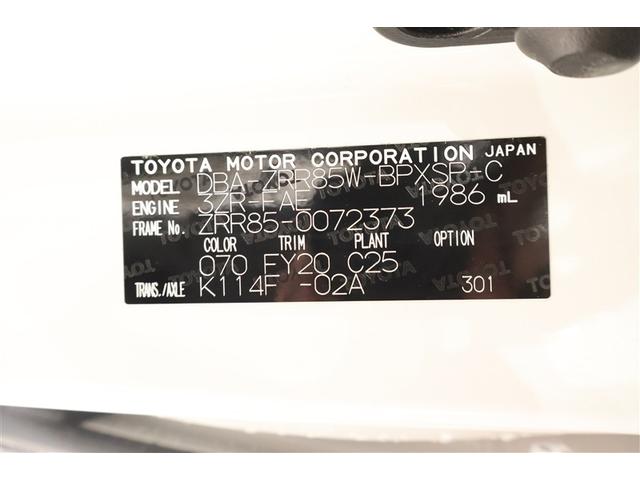 TOYOTA MOTOR CORPORATION JAPAN
MODEL DBA-ZRR85W-BPXSP-C
ENGINE 3ZR-FAE 1986 mL
FRAME No. ZRR85-0072373
COLOR TRIM PLANT OPTION
070 FY20 C25
TRANS./AXLE K114F -02A 301